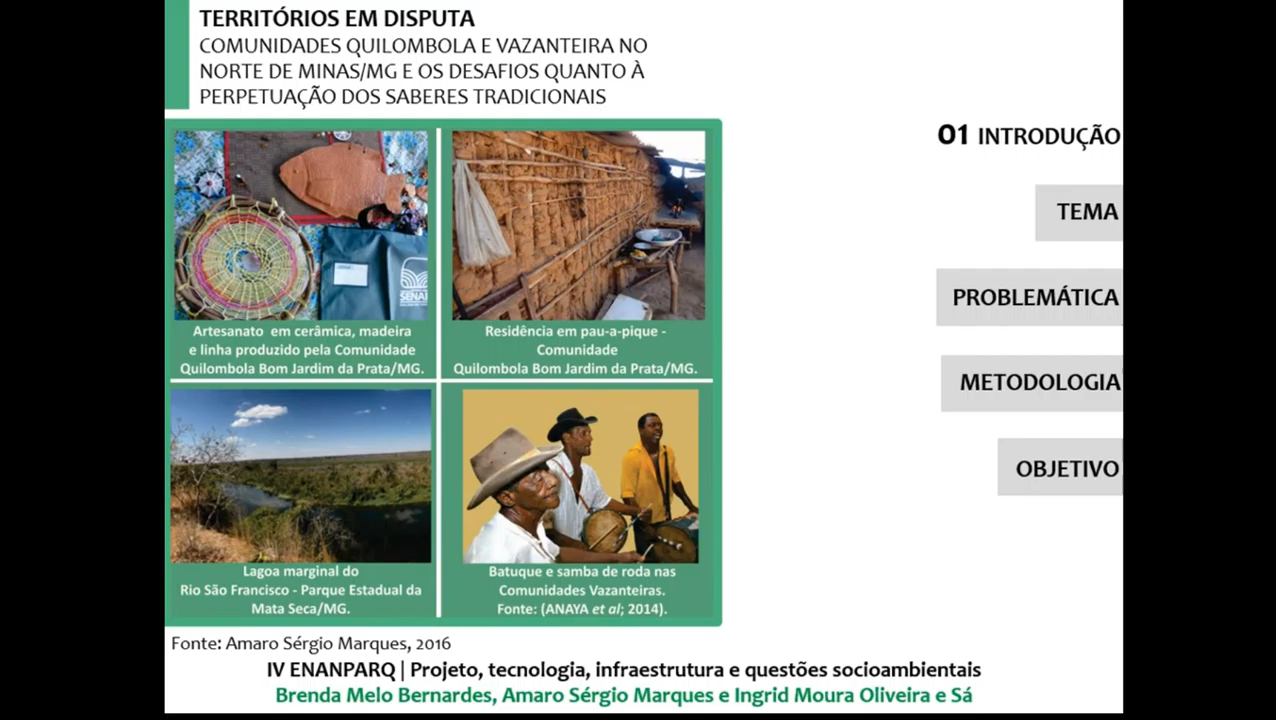 TERRITÓRIOS EM DISPUTA
COMUNIDADES QUILOMBOLA E VAZANTEIRA NO
NORTE DE MINAS/MG E OS DESAFIOS QUANTO À
PERPETUAÇÃO DOS SABERES TRADICIONAIS
SENAR
Artesanato em cerâmica, madeira
e linha produzido pela Comunidade
Quilombola Bom Jardim da Prata/MG.
Residência em pau-a-pique -
Comunidade
Quilombola Bom Jardim da Prata/MG.
Lagoa marginal do
Rio São Francisco - Parque Estadual da
Mata Seca/MG.
Batuque e samba de roda nas
Comunidades Vazanteiras.
Fonte: (ANAYA et al; 2014).
Fonte: Amaro Sérgio Marques, 2016
01 INTRODUÇÃO
TEMA
PROBLEMÁTICA
METODOLOGIA
OBJETIVO
IV ENANPARQ | Projeto, tecnologia, infraestrutura e questões socioambientais
Brenda Melo Bernardes, Amaro Sérgio Marques e Ingrid Moura Oliveira e Sá